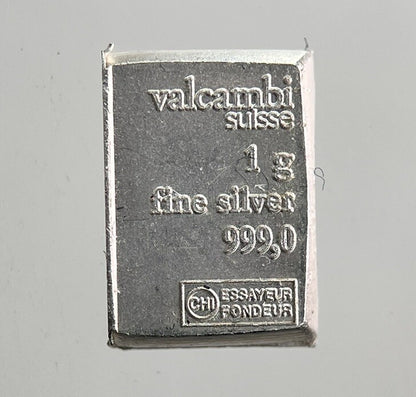 valcambi
suisse
1 g
fine silver
999,0
CHI ESSAYEUR
FONDEUR